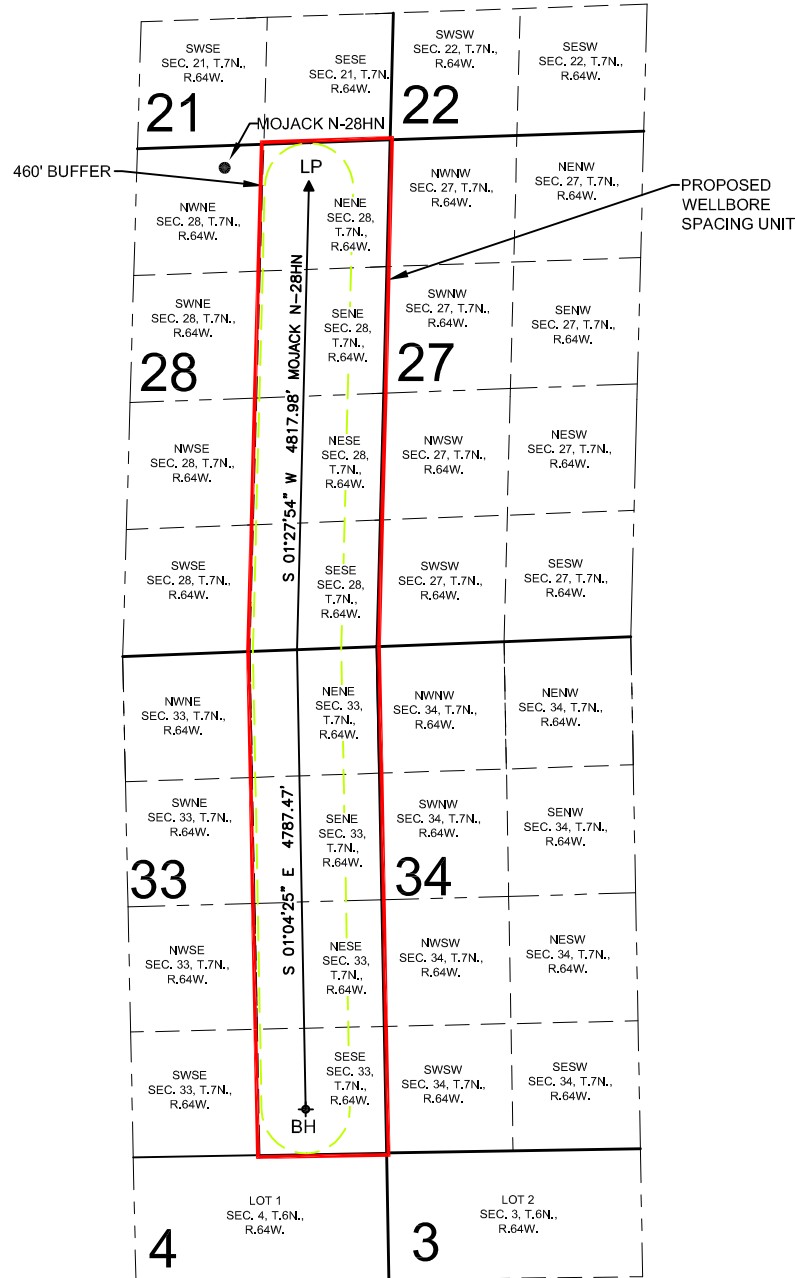 SWSE
SEC. 21, T.7N.,
R.64W.
SESE
SEC. 21, T.7N.,
R.64W.
SWSW
SEC. 22, T.7N.,
R.64W.
SESW
SEC. 22, T.7N.,
R.64W.
21
22
MOJACK N-28HN
460' BUFFER
LP
PROPOSED
WELLBORE
SPACING UNIT
NWNE
SEC. 28, T.7N.,
R.64W.
NENE
SEC. 28,
T.7N.,
R.64W.
NWNW
SEC. 27, T.7N.,
R.64W.
NENW
SEC. 27, T.7N.,
R.64W.
SWNE
SEC. 28, T.7N.,
R.64W.
SENE
SEC. 28,
T.7N.,
R.64W.
SWNW
SEC. 27, T.7N.,
R.64W.
SENW
SEC. 27, T.7N.,
R.64W.
28
27
S 01°27'54" W 4817.98' MOJACK N-28HN
NWSE
SEC. 28, T.7N.,
R.64W.
NESE
SEC. 28,
T.7N.,
R.64W.
NWSW
SEC. 27, T.7N.,
R.64W.
NESW
SEC. 27, T.7N.,
R.64W.
SWSE
SEC. 28, T.7N.,
R.64W.
SESE
SEC. 28,
T.7N.,
R.64W.
SWSW
SEC. 27, T.7N.,
R.64W.
SESW
SEC. 27, T.7N.,
R.64W.
NWNE
SEC. 33, T.7N.,
R.64W.
NENE
SEC. 33,
T.7N.,
R.64W.
NWNW
SEC. 34, T.7N.,
R.64W.
NENW
SEC. 34, T.7N.,
R.64W.
SWNE
SEC. 33, T.7N.,
R.64W.
SENE
SEC. 33,
T.7N.,
R.64W.
SWNW
SEC. 34, T.7N.,
R.64W.
SENW
SEC. 34, T.7N.,
R.64W.
33
34
S 01°04'25" E 4787.47'
NWSE
SEC. 33, T.7N.,
R.64W.
NESE
SEC. 33,
T.7N.,
R.64W.
NWSW
SEC. 34, T.7N.,
R.64W.
NESW
SEC. 34, T.7N.,
R.64W.
SWSE
SEC. 33, T.7N.,
R.64W.
SESE
SEC. 33,
T.7N.,
R.64W.
SWSW
SEC. 34, T.7N.,
R.64W.
SESW
SEC. 34, T.7N.,
R.64W.
BH
LOT 1
SEC. 4, T.6N.,
R.64W.
LOT 2
SEC. 3, T.6N.,
R.64W.
4
3